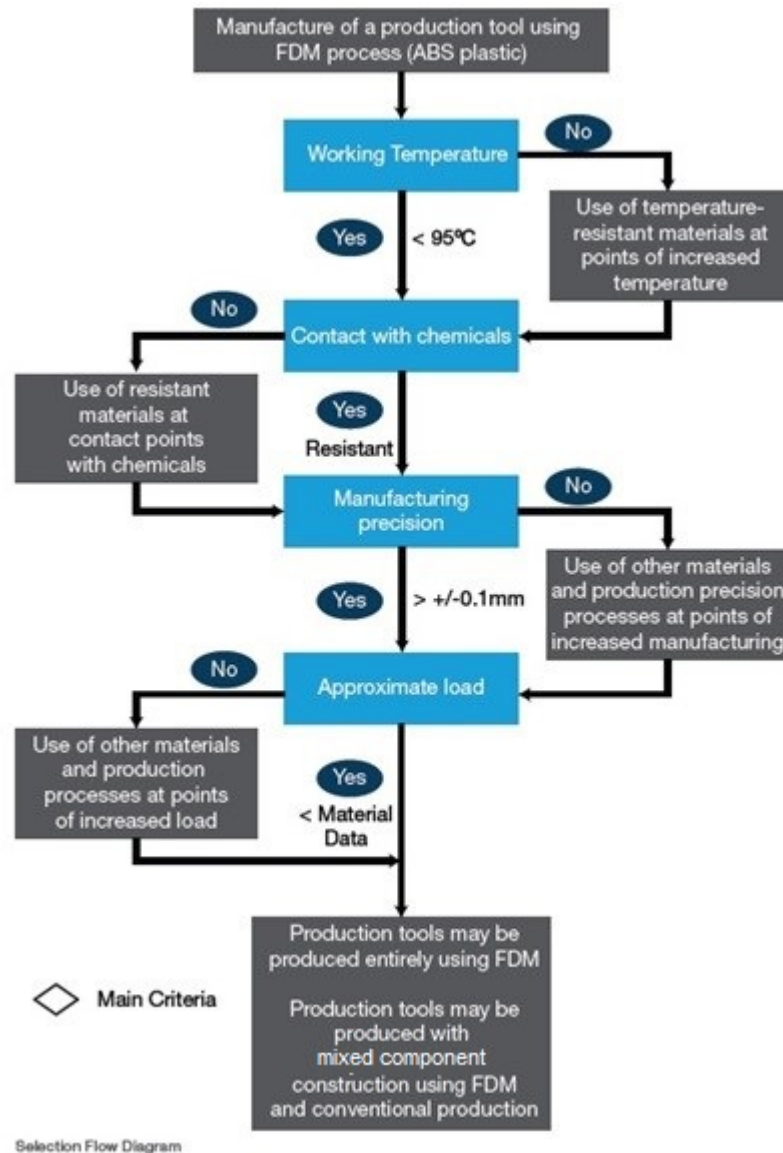 Manufacture of a production tool using
FDM process (ABS plastic)
No
Working Temperature
Use of temperature-
resistant materials at
points of increased
temperature
Yes
< 95ºC
No
Contact with chemicals
Use of resistant
materials at
contact points
with chemicals
Yes
Resistant
No
Manufacturing
precision
Use of other materials
and production precision
processes at points of
increased manufacturing
Yes
> +/-0.1mm
No
Approximate load
Use of other materials
and production
processes at points
of increased load
Yes
< Material
Data
Production tools may be
produced entirely using FDM
Production tools may be
produced with
mixed component
construction using FDM
and conventional production
Main Criteria
Selection Flow Diagram